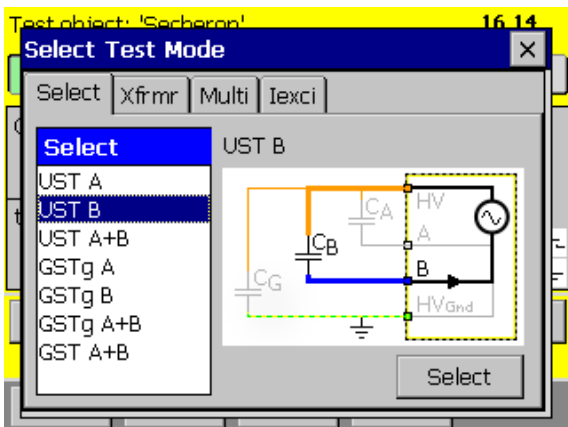 Test object: 'Secheron' 16 14
Select Test Mode
Select Xfrmr Multi Iexci
Select
UST A
UST B
UST A+B
GSTg A
GSTg B
GSTg A+B
GST A+B
UST B
HV
CA
A
CB
B
CG
HVGnd
Select